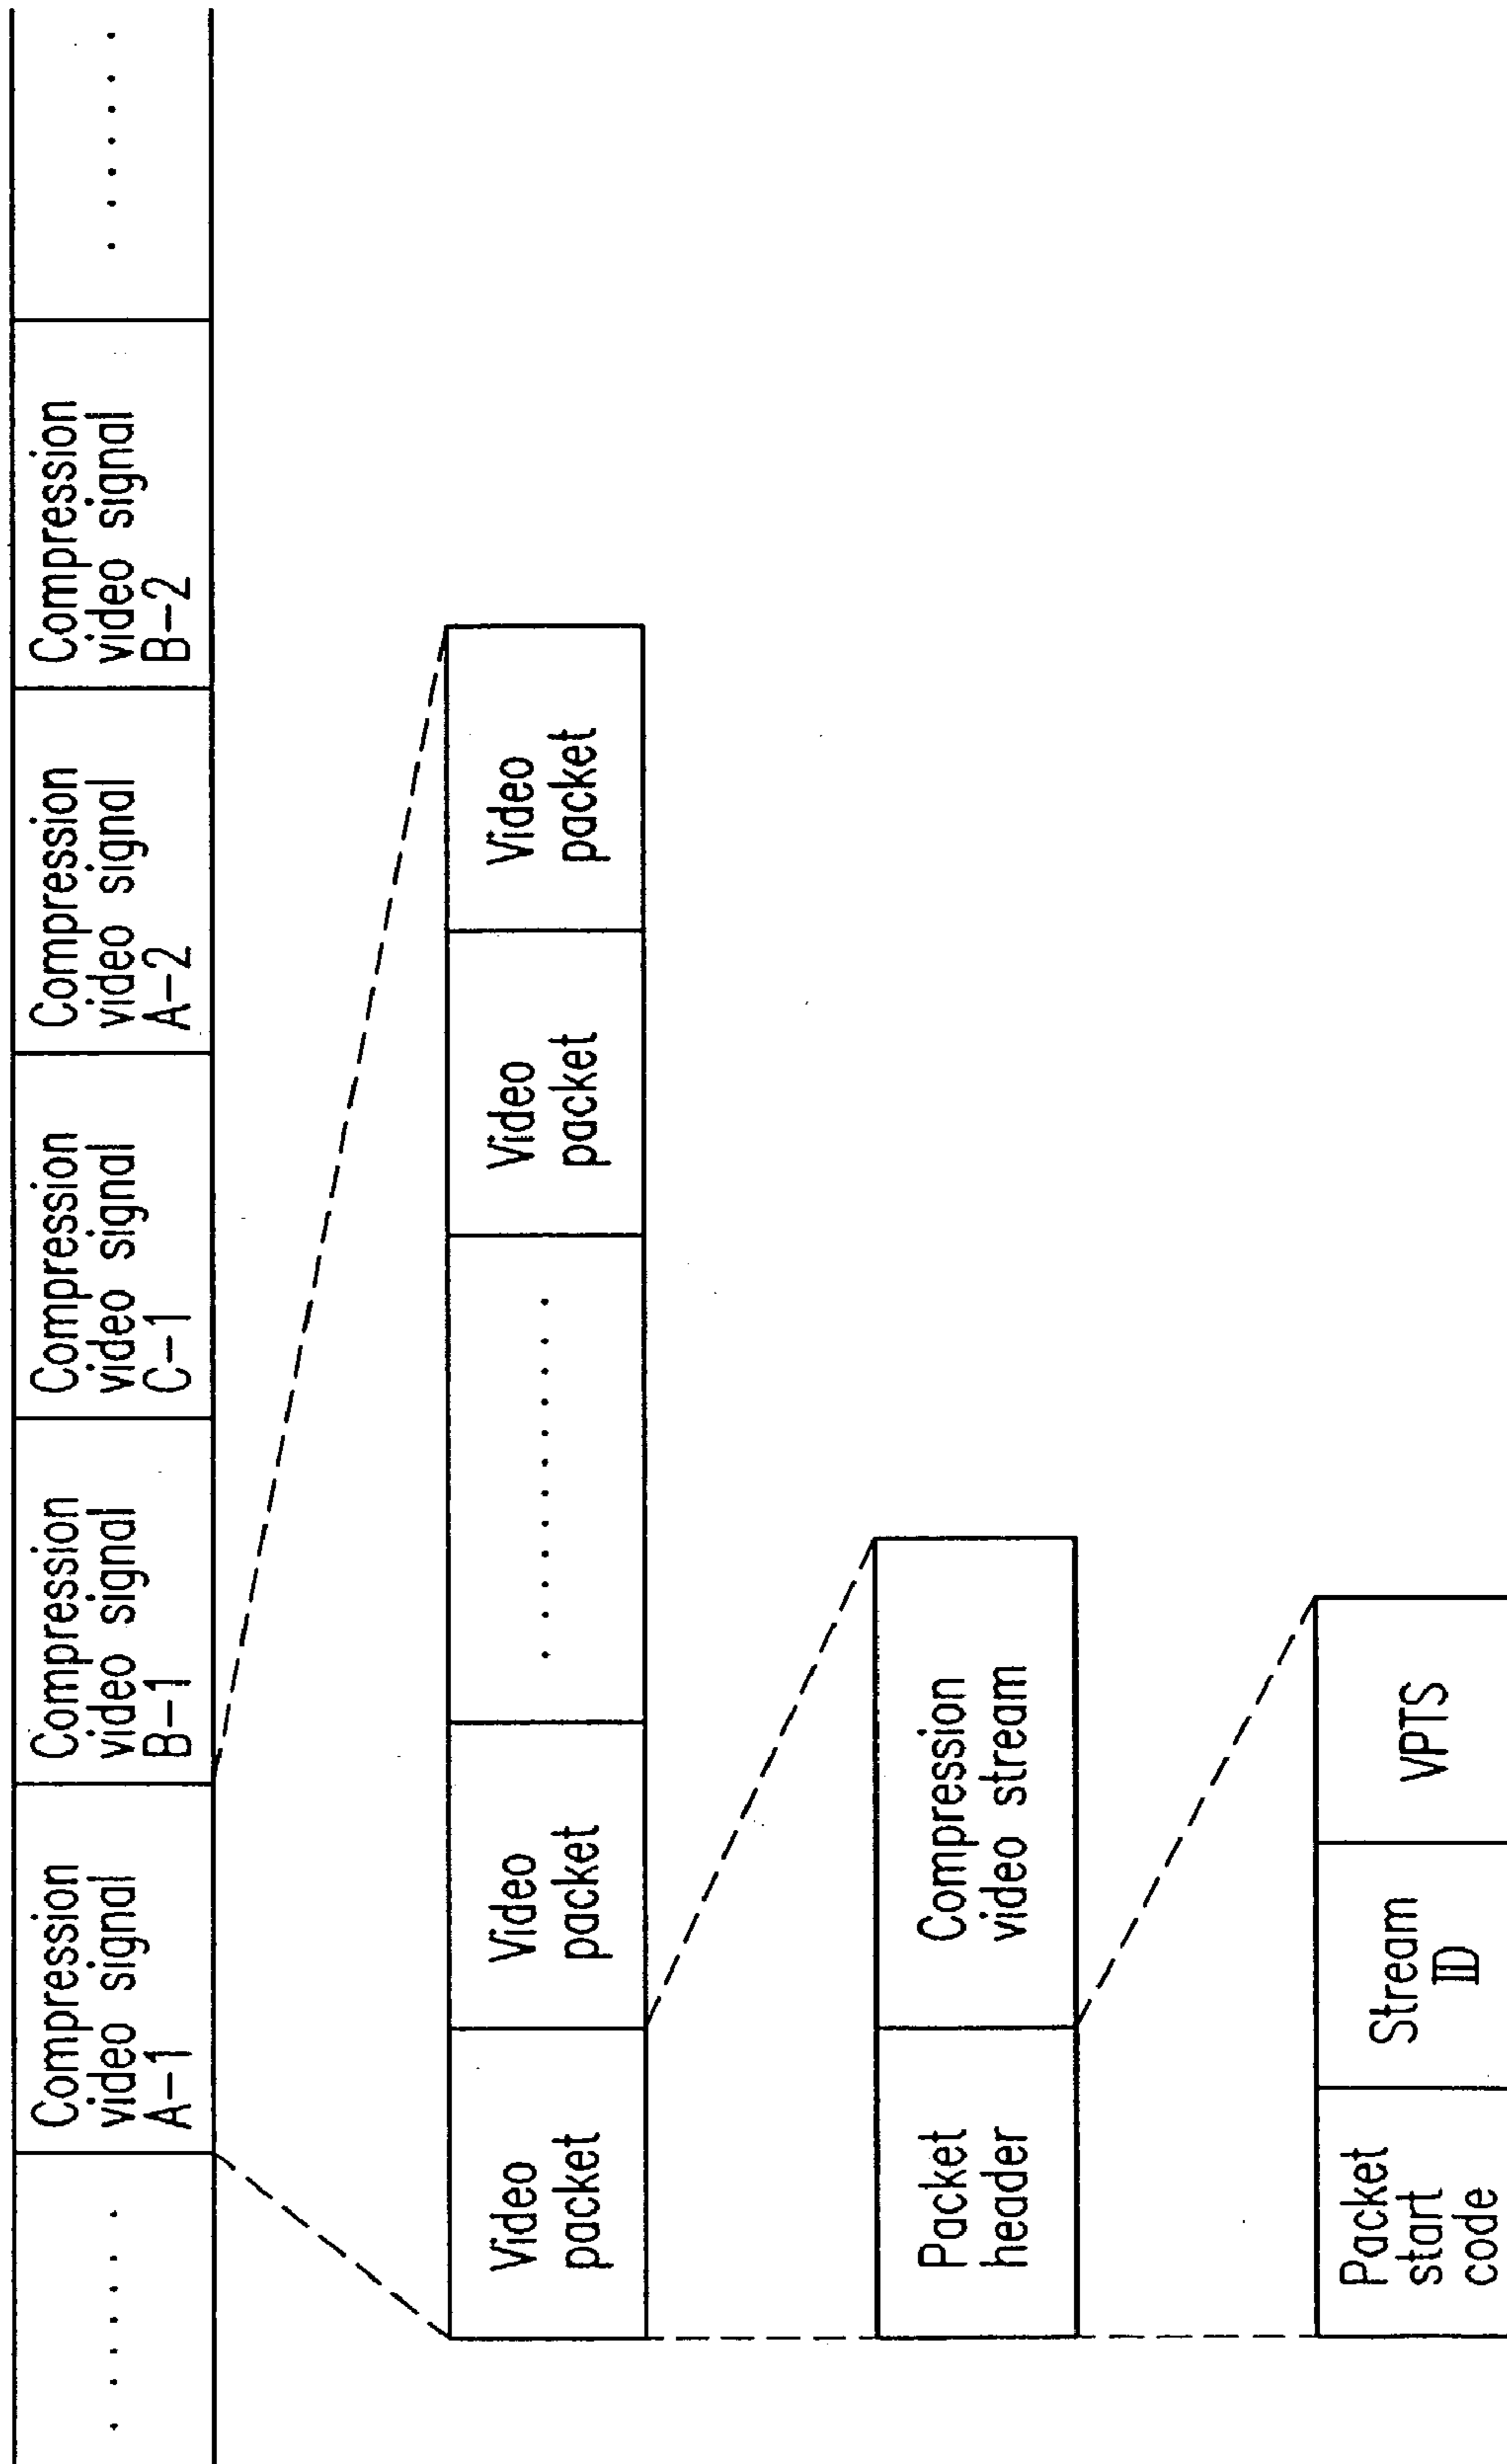 Compression
video signal
A-1
Compression
video signal
B-1
Compression
video signal
C-1
Compression
video signal
A-2
Compression
video signal
B-2
Video
packet
Video
packet
Video
packet
Video
packet
Packet
header
Compression
video stream
Packet
start
code
Stream
ID
VPTS